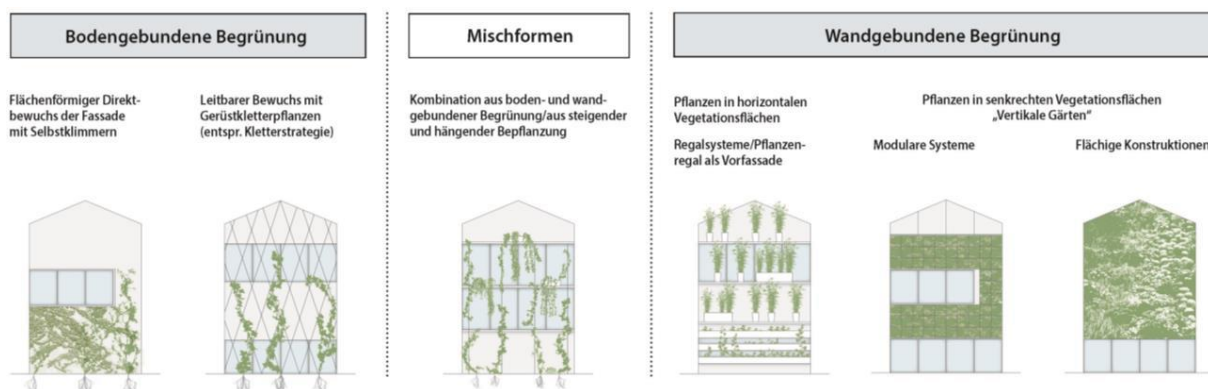 Bodengebundene Begrünung
Mischformen
Wandgebundene Begrünung
Flächenförmiger Direkt-
bewuchs der Fassade
mit Selbstklimmern
Leitbarer Bewuchs mit
Gerüstkletterpflanzen
(entspr. Kletterstrategie)
Kombination aus boden- und wand-
gebundener Begrünung/aus steigender
und hängender Bepflanzung
Pflanzen in horizontalen
Vegetationsflächen
Regalsysteme/Pflanzen-
regal als Vorfassade
Pflanzen in senkrechten Vegetationsflächen
„Vertikale Gärten“
Modulare Systeme
Flächige Konstruktionen